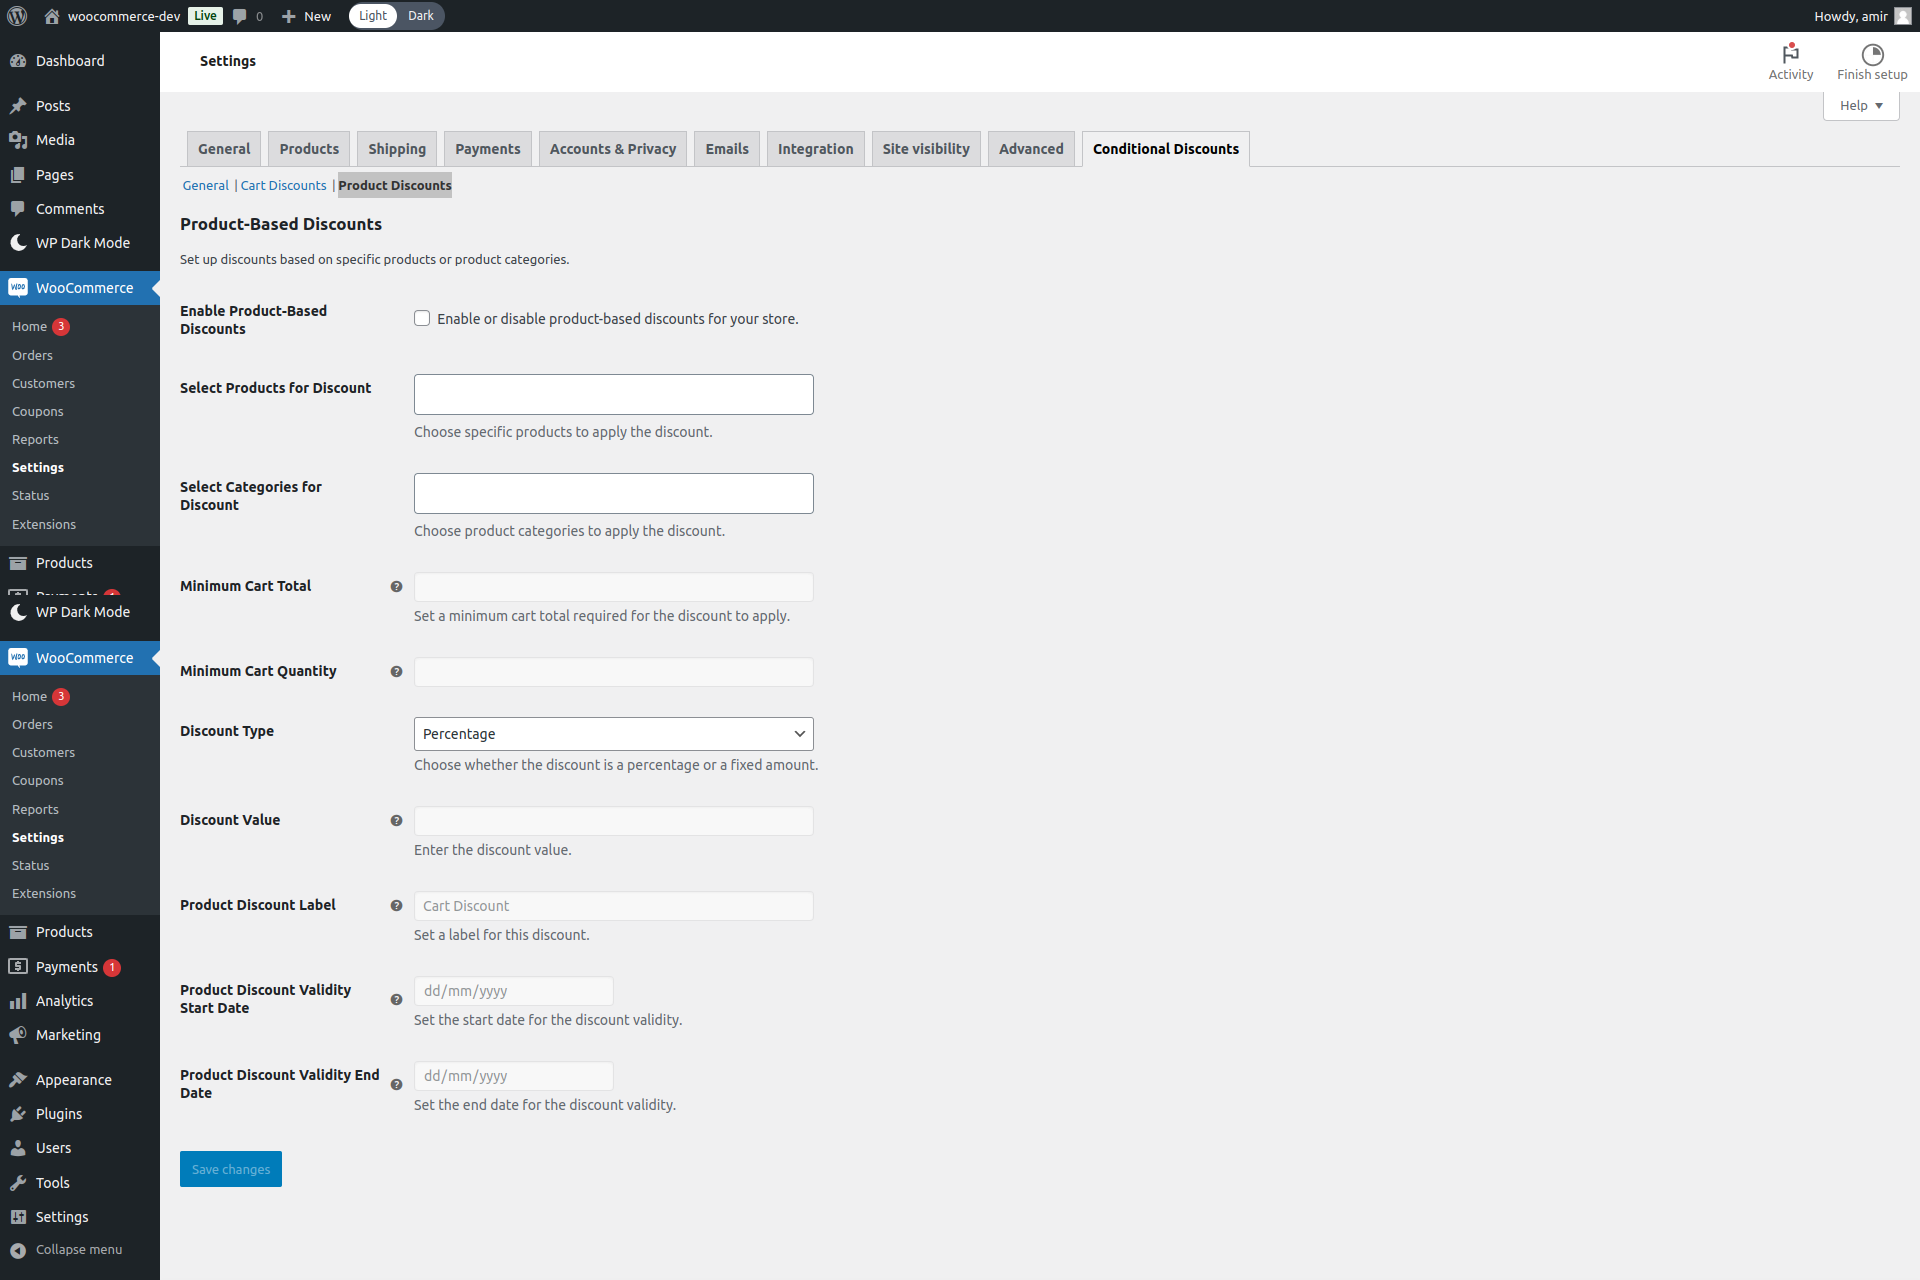 woocommerce-dev Live 0 New Light Dark Howdy, amir
Dashboard
Posts
Media
Pages
Comments
WP Dark Mode
WooCommerce
Home 3
Orders
Customers
Coupons
Reports
Settings
Status
Extensions
Products
Payments 1
WP Dark Mode
WooCommerce
Home 3
Orders
Customers
Coupons
Reports
Settings
Status
Extensions
Products
Payments 1
Analytics
Marketing
Appearance
Plugins
Users
Tools
Settings
Collapse menu
Settings
Activity
Finish setup
Help
General Products Shipping Payments Accounts & Privacy Emails Integration Site visibility Advanced Conditional Discounts
General | Cart Discounts | Product Discounts
Product-Based Discounts
Set up discounts based on specific products or product categories.
Enable Product-Based
Discounts
Enable or disable product-based discounts for your store.
Select Products for Discount
Choose specific products to apply the discount.
Select Categories for
Discount
Choose product categories to apply the discount.
Minimum Cart Total
Set a minimum cart total required for the discount to apply.
Minimum Cart Quantity
Discount Type
Percentage
Choose whether the discount is a percentage or a fixed amount.
Discount Value
Enter the discount value.
Product Discount Label
Cart Discount
Set a label for this discount.
Product Discount Validity
Start Date
dd/mm/yyyy
Set the start date for the discount validity.
Product Discount Validity End
Date
dd/mm/yyyy
Set the end date for the discount validity.
Save changes